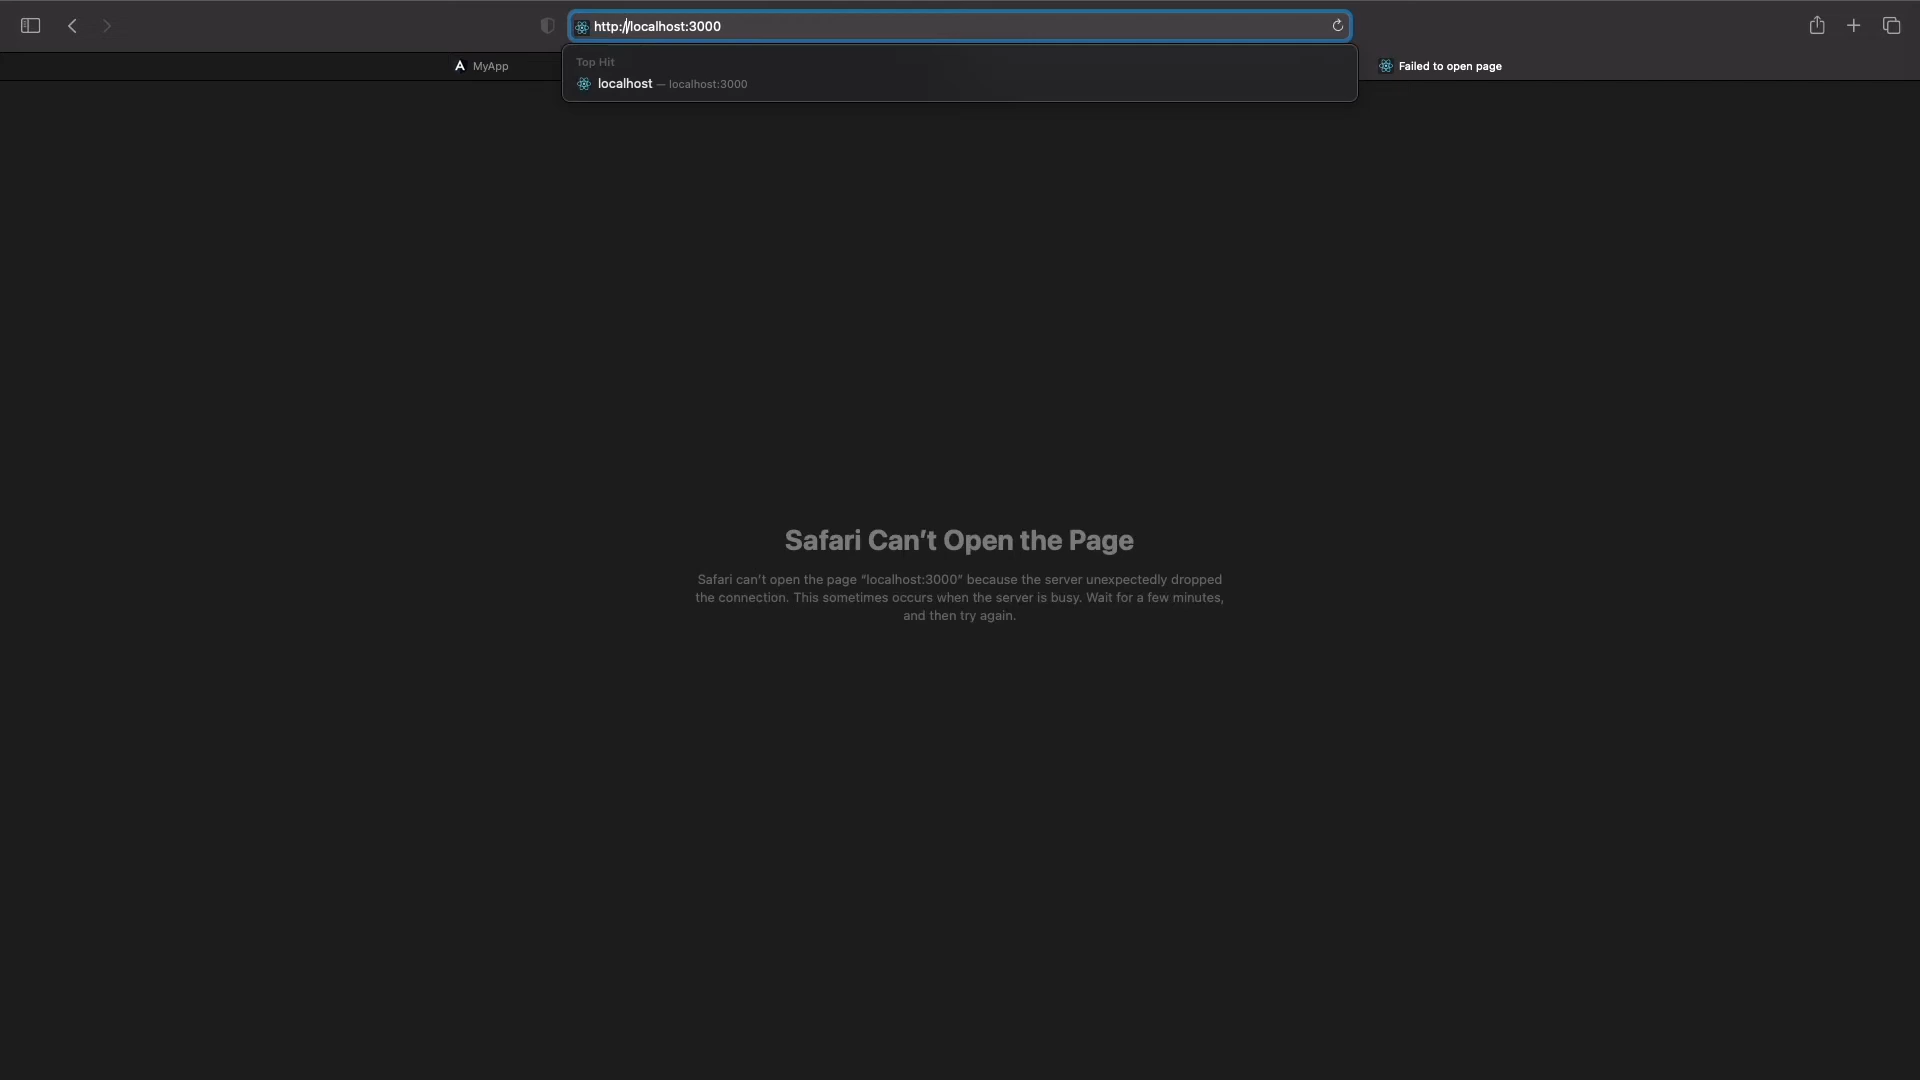 http://localhost:3000
Top Hit
localhost — localhost:3000
A MyApp
Failed to open page
Safari Can't Open the Page
Safari can't open the page “localhost:3000” because the server unexpectedly dropped
the connection. This sometimes occurs when the server is busy. Wait for a few minutes,
and then try again.